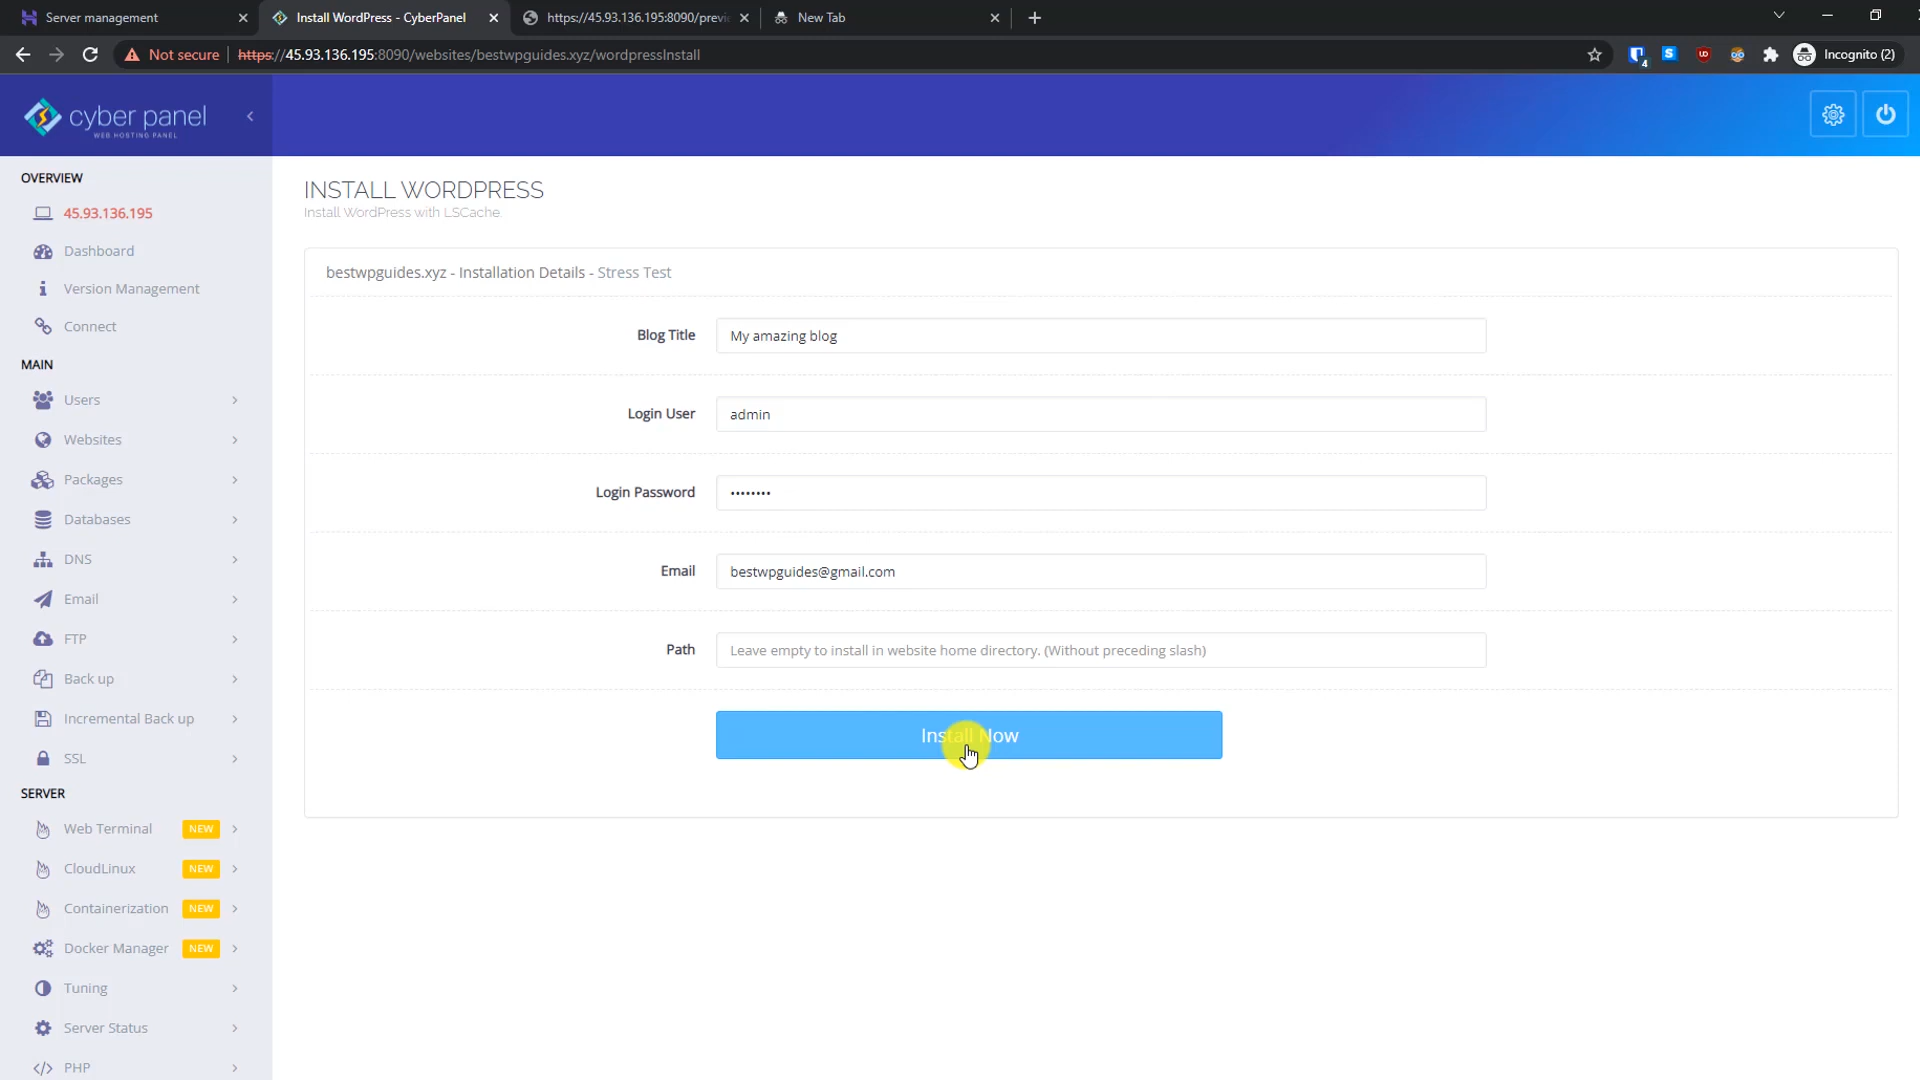 Server management
Install WordPress - CyberPanel
https://45.93.136.195:8090/previ
New Tab
Not secure
https://45.93.136.195:8090/websites/bestwpguides.xyz/wordpressInstall
4
S
Incognito (2)
cyber panel
WEB HOSTING PANEL
OVERVIEW
45.93.136.195
Dashboard
Version Management
Connect
MAIN
Users
Websites
Packages
Databases
DNS
Email
FTP
Back up
Incremental Back up
SSL
SERVER
Web Terminal NEW
CloudLinux NEW
Containerization NEW
Docker Manager NEW
Tuning
Server Status
PHP
INSTALL WORDPRESS
Install WordPress with LSCache.
bestwpguides.xyz - Installation Details - Stress Test
Blog Title My amazing blog
Login User admin
Login Password ••••••••
Email bestwpguides@gmail.com
Path Leave empty to install in website home directory. (Without preceding slash)
Install Now